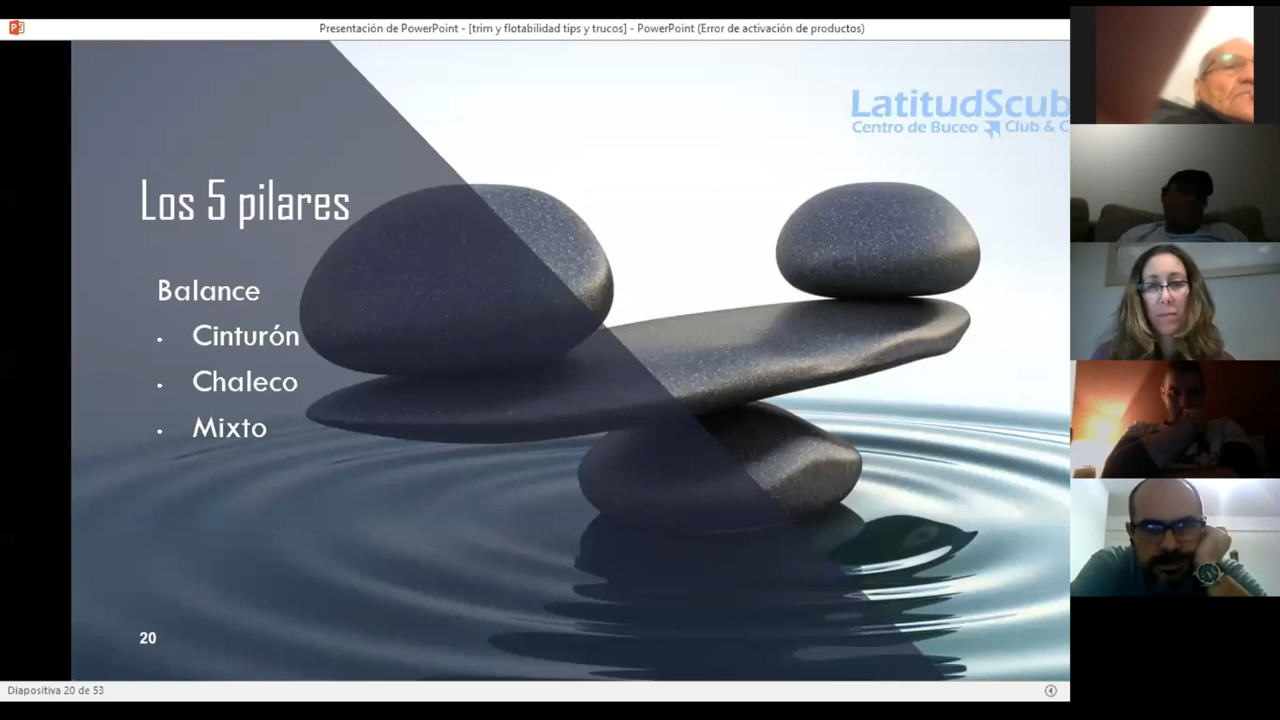 Presentación de PowerPoint - [trim y flotabilidad tips y trucos] - PowerPoint (Error de activación de productos)
LatitudScub
Centro de Buceo Club & C
Los 5 pilares
Balance
• Cinturón
• Chaleco
• Mixto
20
Diapositiva 20 de 53